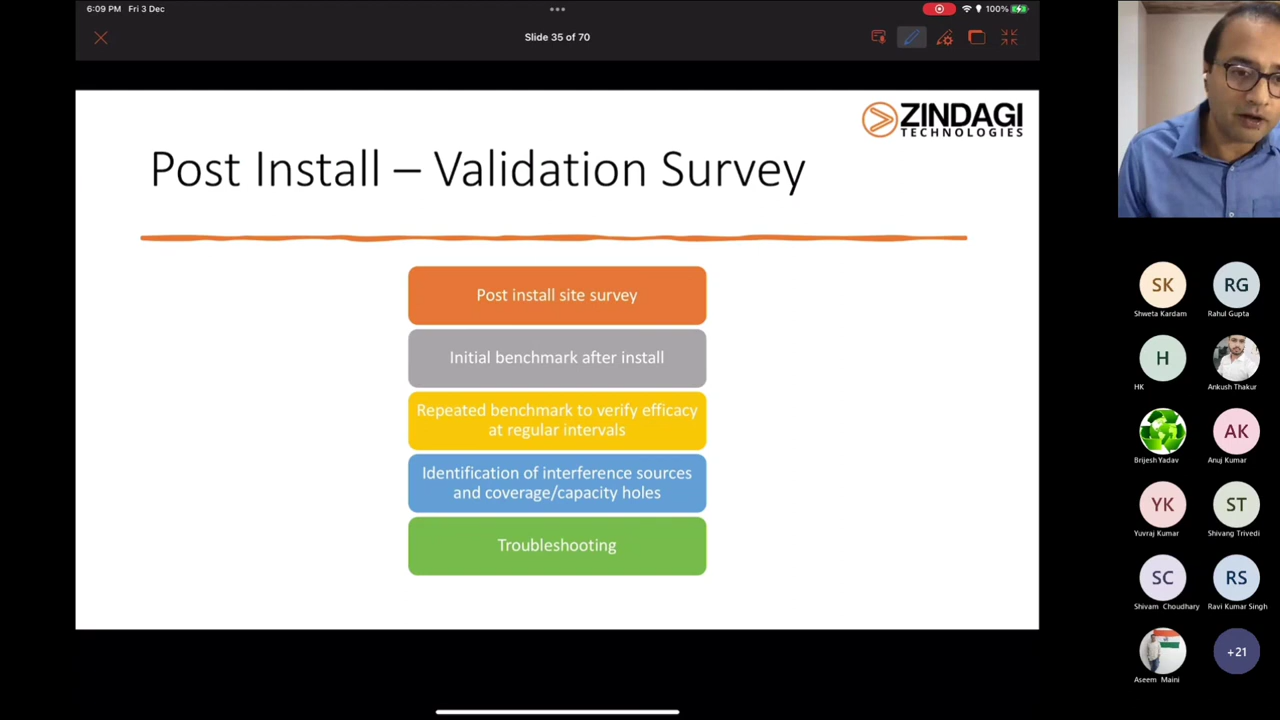 6:09 PM Fri 3 Dec
100%
Slide 35 of 70
ZINDAGI
TECHNOLOGIES
Post Install – Validation Survey
Post install site survey
Initial benchmark after install
Repeated benchmark to verify efficacy
at regular intervals
Identification of interference sources
and coverage/capacity holes
Troubleshooting
SK
RG
Shweta Kardam
Rahul Gupta
H
HK
Ankush Thakur
AK
Brijesh Yadav
Anuj Kumar
YK
ST
Yuvraj Kumar
Shivang Trivedi
SC
RS
Shivam Choudhary
Ravi Kumar Singh
+21
Aseem Maini